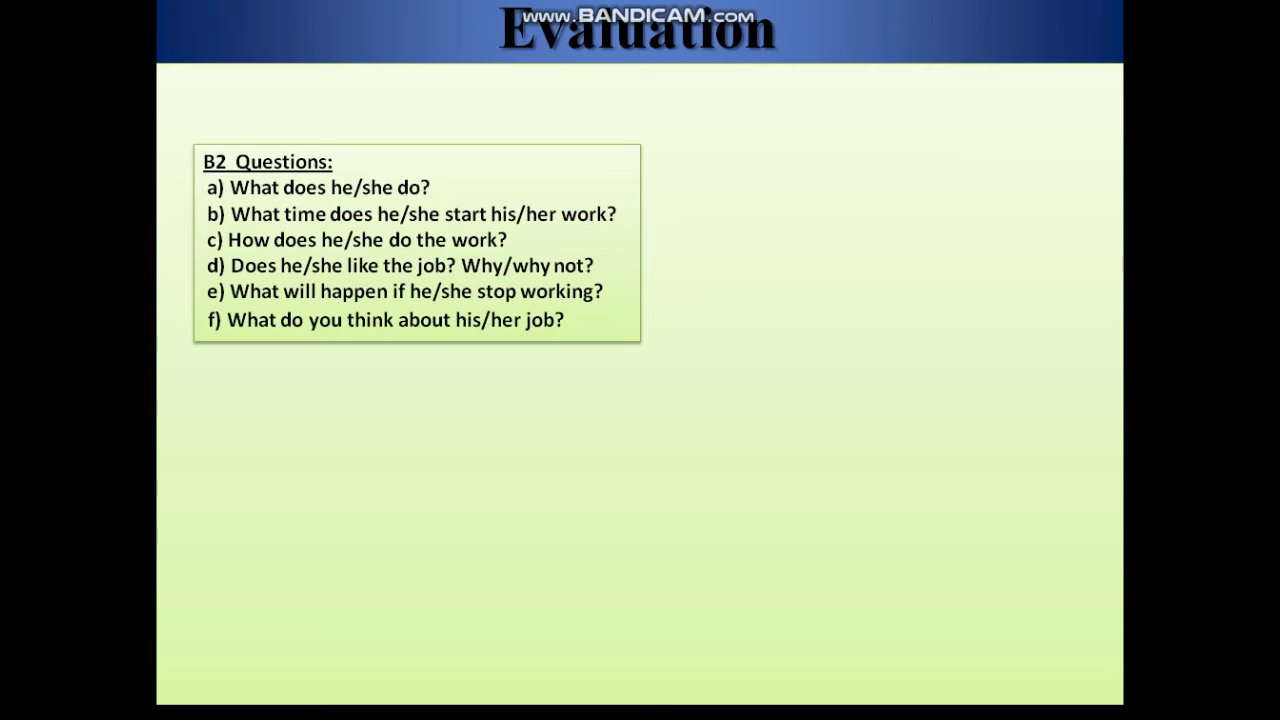 www.BANDICAM.com
Evaluation
B2 Questions:
a) What does he/she do?
b) What time does he/she start his/her work?
c) How does he/she do the work?
d) Does he/she like the job? Why/why not?
e) What will happen if he/she stop working?
f) What do you think about his/her job?